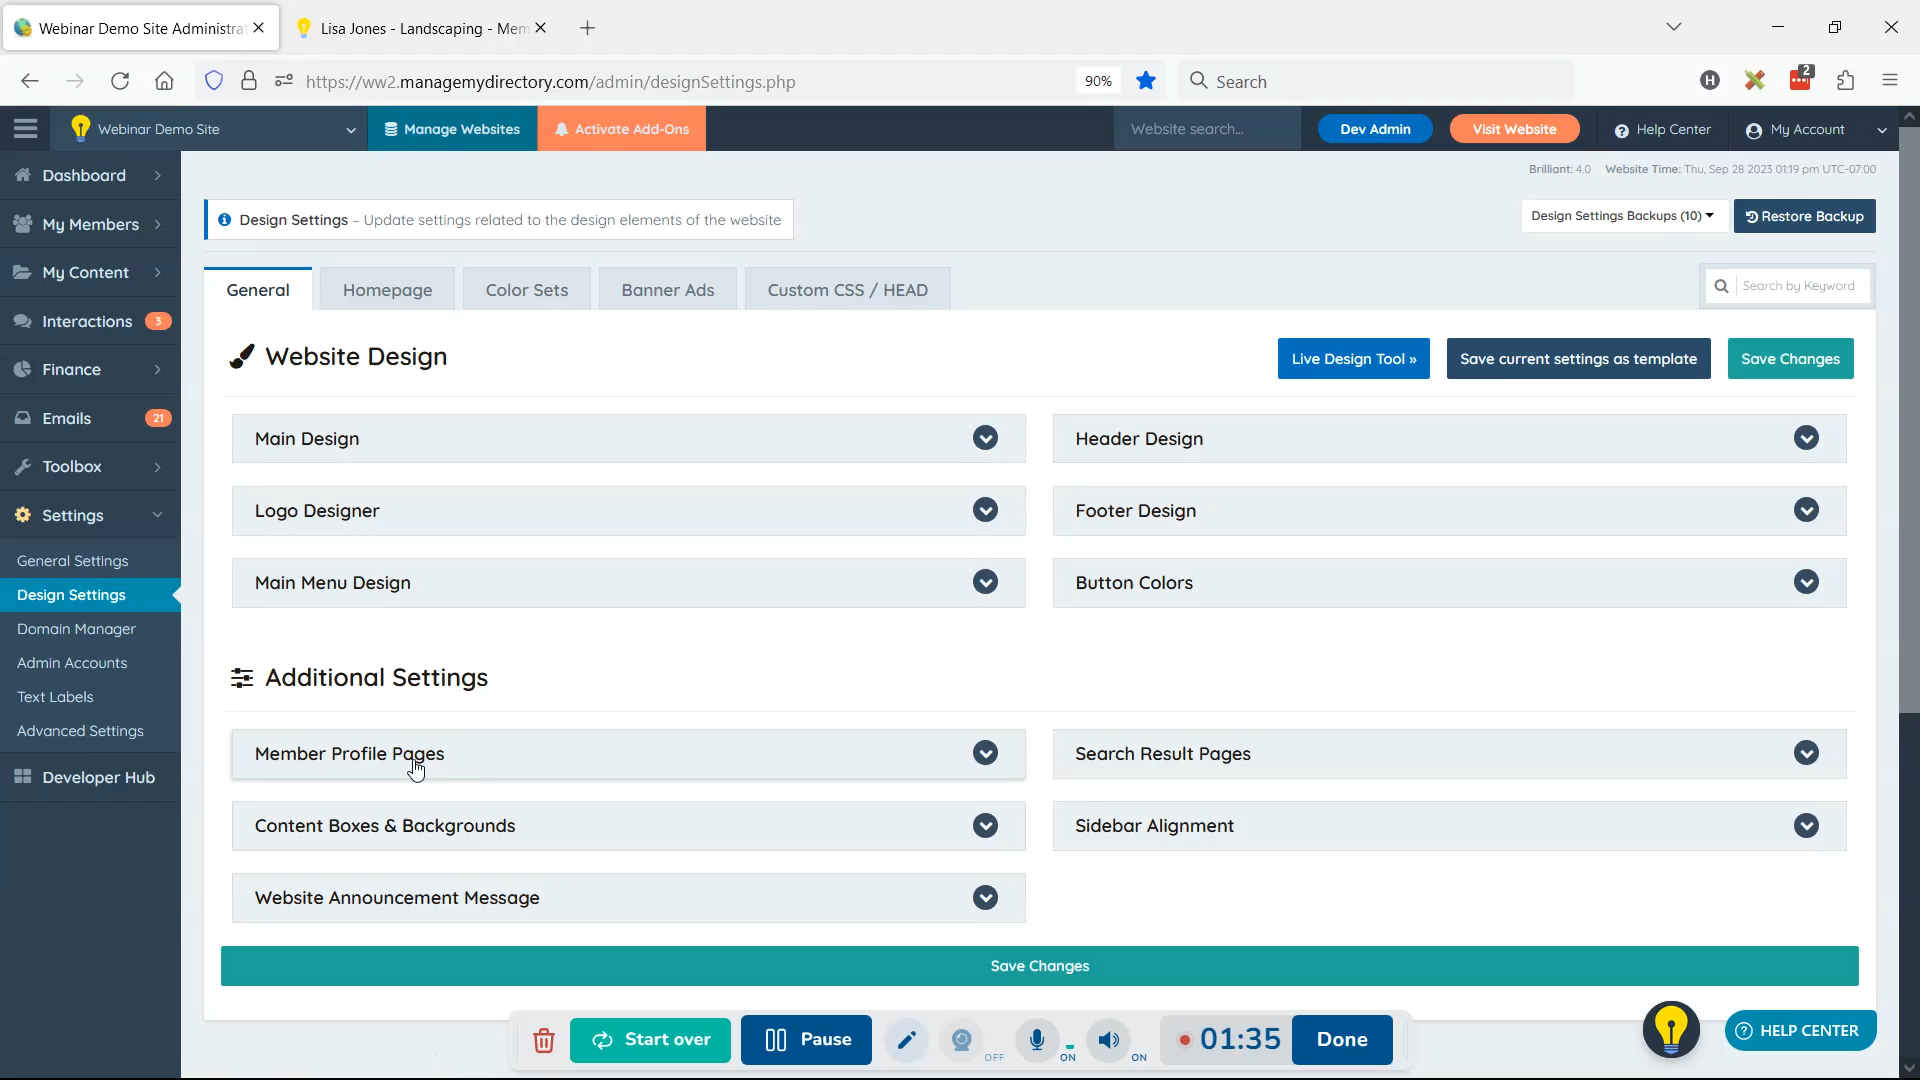 Webinar Demo Site Administra
Lisa Jones - Landscaping - Mem
https://ww2.managemydirectory.com/admin/designSettings.php
90%
Search
H
2
Webinar Demo Site
Manage Websites
Activate Add-Ons
Website search...
Dev Admin
Visit Website
Help Center
My Account
Brilliant: 4.0 Website Time: Thu, Sep 28 2023 01:19 pm UTC-07:00
Dashboard
My Members
My Content
Interactions 3
Finance
Emails 21
Toolbox
Settings
General Settings
Design Settings
Domain Manager
Admin Accounts
Text Labels
Advanced Settings
Developer Hub
Design Settings – Update settings related to the design elements of the website
Design Settings Backups (10)
Restore Backup
General
Homepage
Color Sets
Banner Ads
Custom CSS / HEAD
Search by Keyword
Website Design
Live Design Tool »
Save current settings as template
Save Changes
Main Design
Header Design
Logo Designer
Footer Design
Main Menu Design
Button Colors
Additional Settings
Member Profile Pages
Search Result Pages
Content Boxes & Backgrounds
Sidebar Alignment
Website Announcement Message
Save Changes
Start over
Pause
OFF
ON
ON
01:35
Done
HELP CENTER